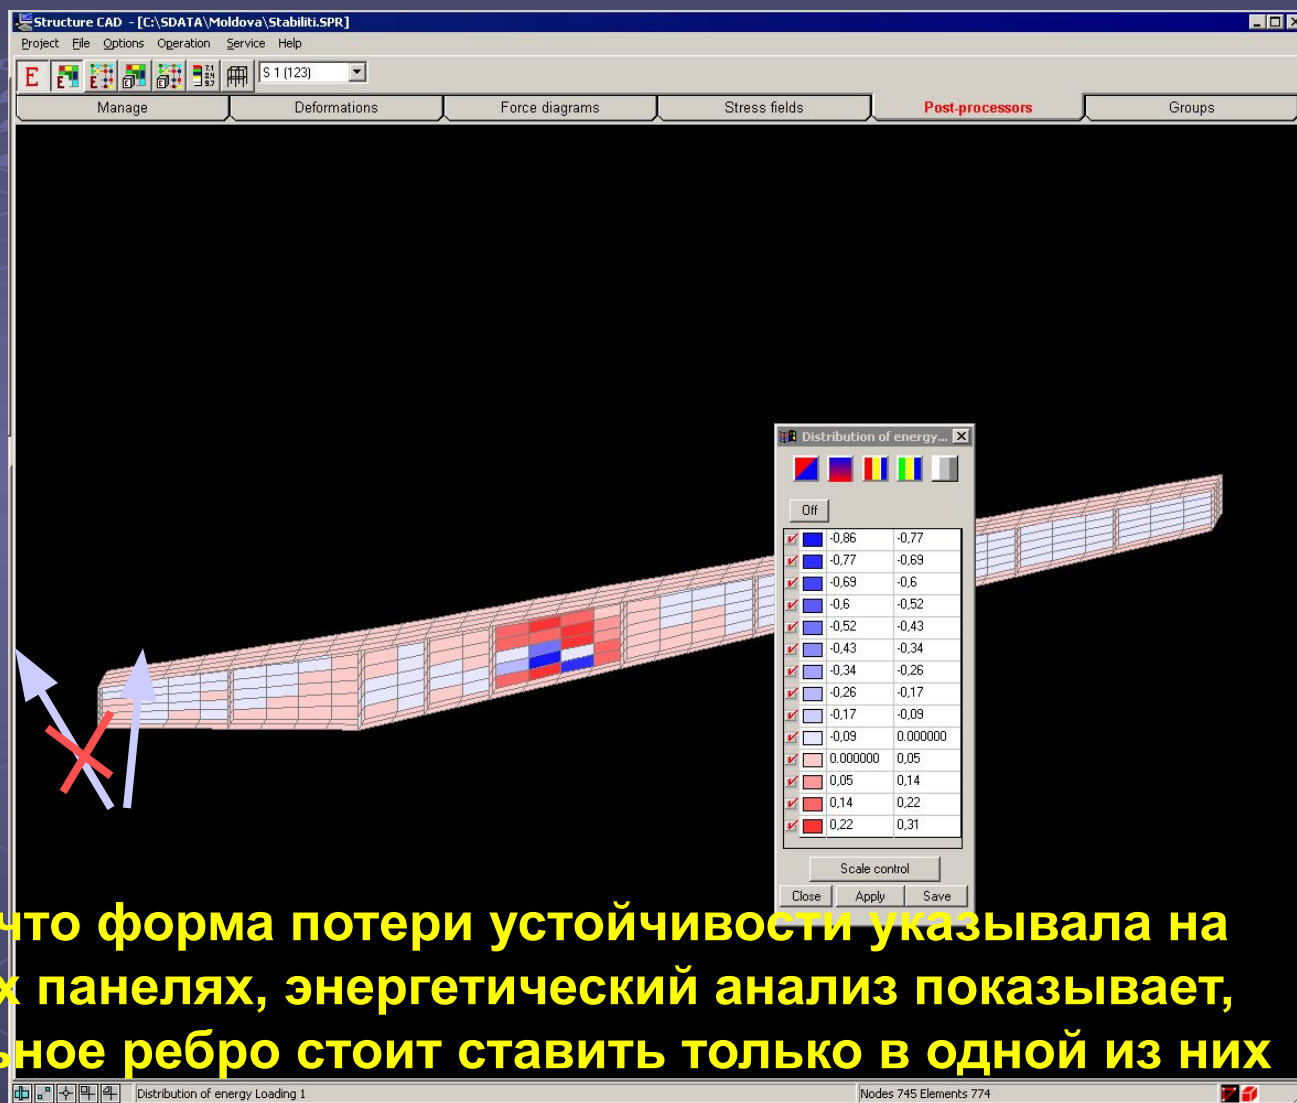 Structure CAD - [C:\SDATA\Moldova\Stabiliti.SPR]
Project File Options Operation Service Help
E E E E E 7.1 8.4 9.7 S 1 (123)
Manage Deformations Force diagrams Stress fields Post-processors Groups
Distribution of energy...
Off
-0,86 -0,77
-0,77 -0,69
-0,69 -0,6
-0,6 -0,52
-0,52 -0,43
-0,43 -0,34
-0,34 -0,26
-0,26 -0,17
-0,17 -0,09
-0,09 0.000000
0.000000 0,05
0,05 0,14
0,14 0,22
0,22 0,31
Scale control
Close Apply Save
что форма потери устойчивости указывала на
х панелях, энергетический анализ показывает,
ьное ребро стоит ставить только в одной из них
Distribution of energy Loading 1 Nodes 745 Elements 774